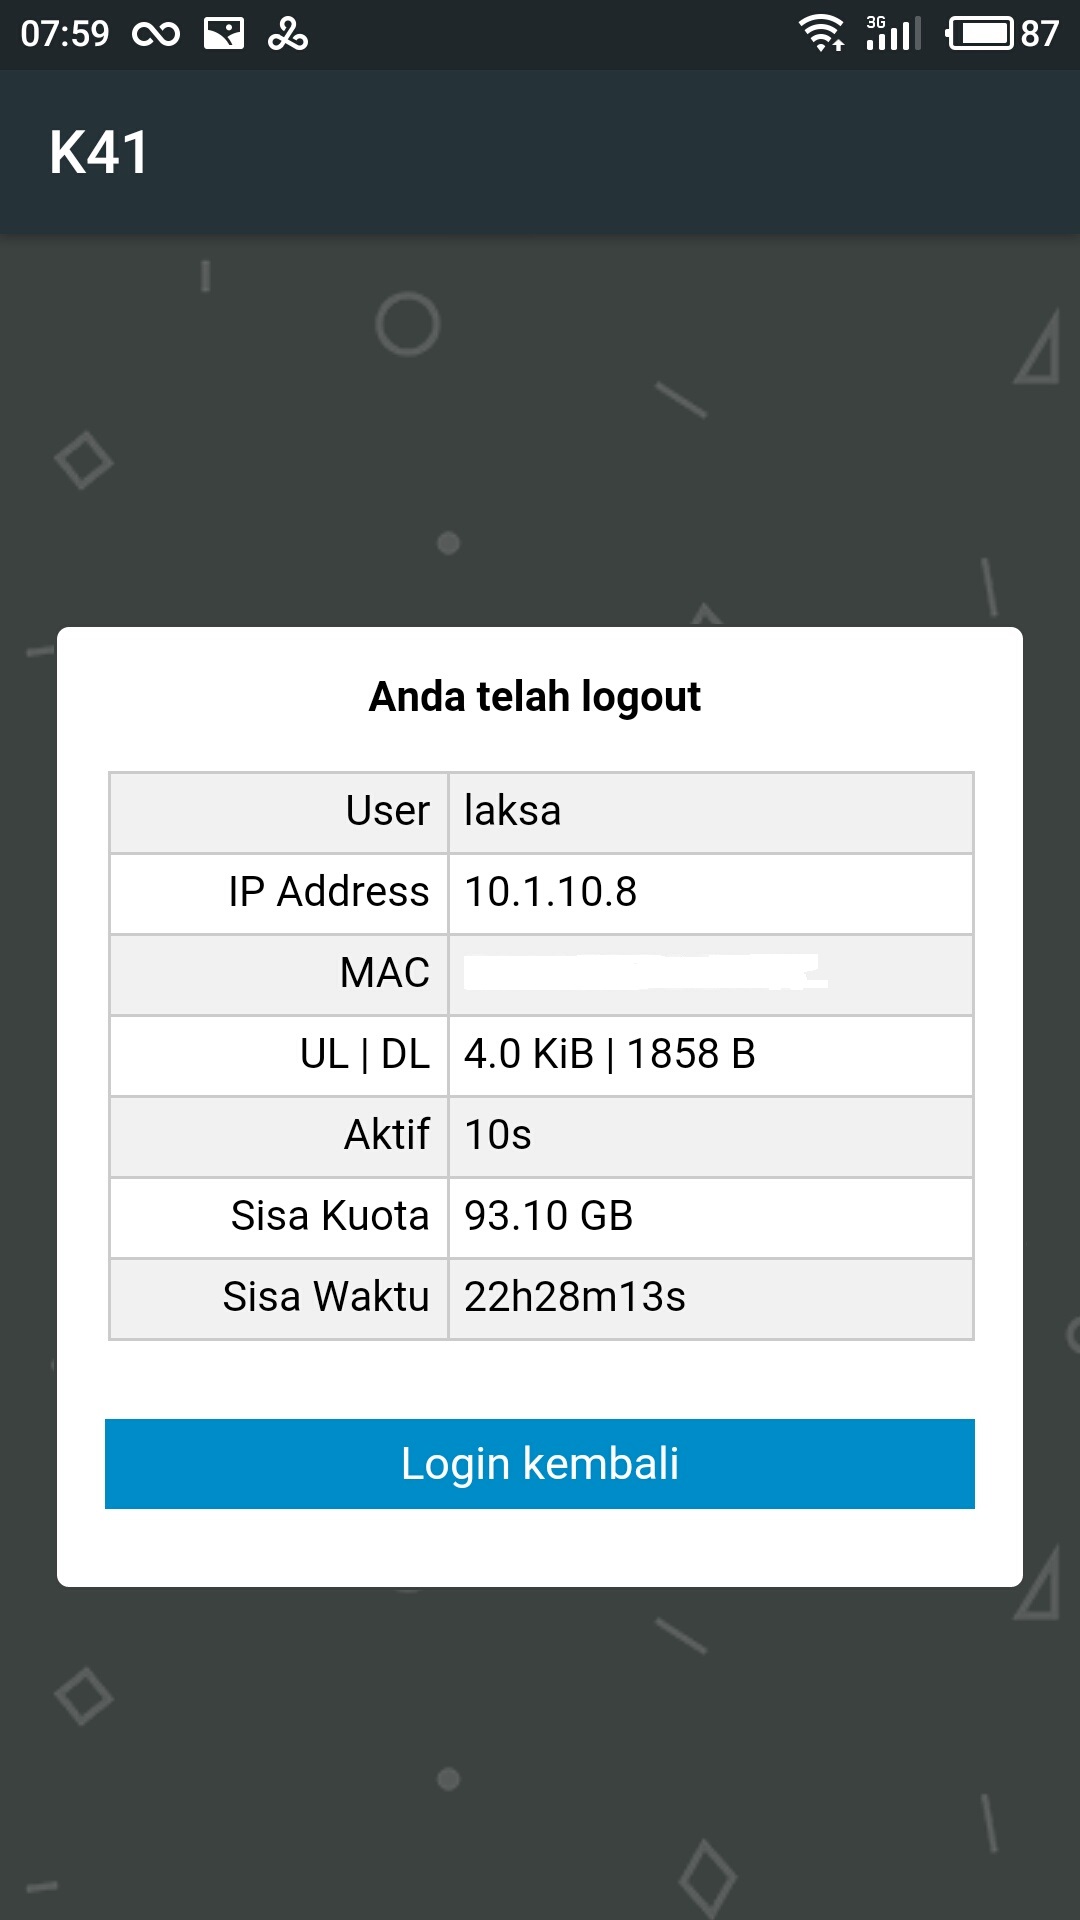 07:59 3G 87
K41
Anda telah logout
User laksa
IP Address 10.1.10.8
MAC
UL | DL 4.0 KiB | 1858 B
Aktif 10s
Sisa Kuota 93.10 GB
Sisa Waktu 22h28m13s
Login kembali